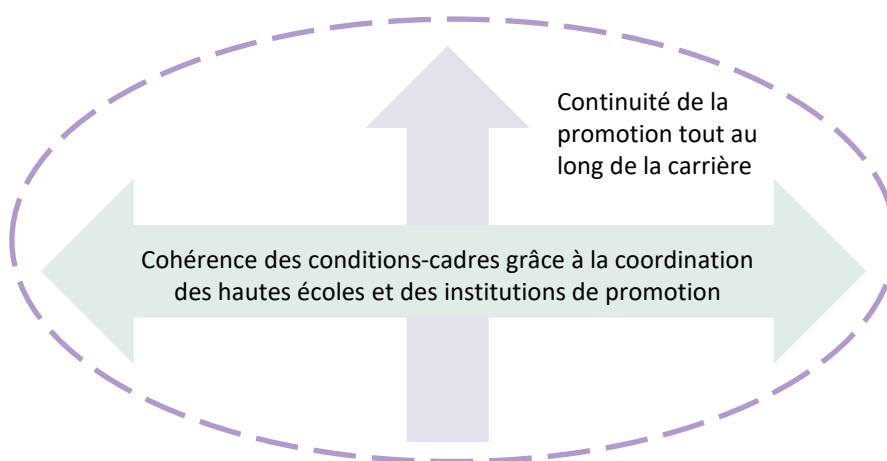 Continuité de la
promotion tout au
long de la carrière
Cohérence des conditions-cadres grâce à la coordination
des hautes écoles et des institutions de promotion